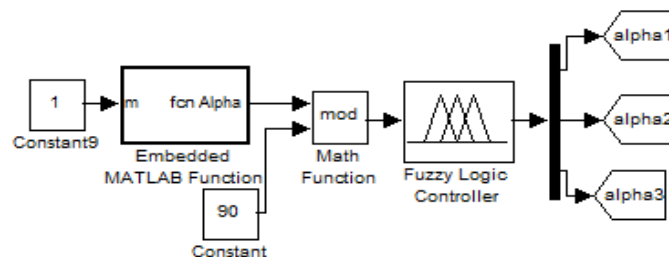 alpha1
1
m
fcn Alpha
mod
alpha2
Constant9
Embedded
MATLAB Function
Math
Function
Fuzzy Logic
Controller
90
alpha3
Constant